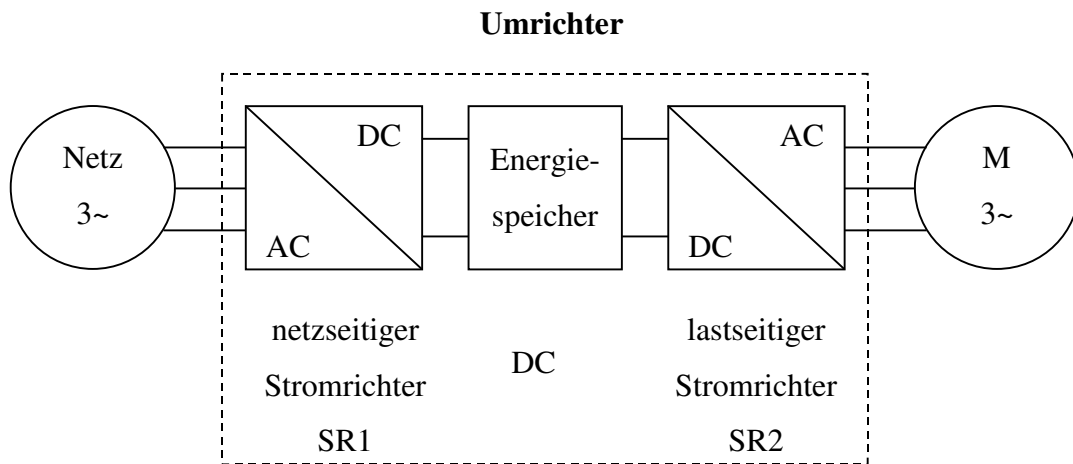 Umrichter
Netz
3~
DC
AC
Energie-
speicher
AC
DC
M
3~
netzseitiger
Stromrichter
SR1
DC
lastseitiger
Stromrichter
SR2